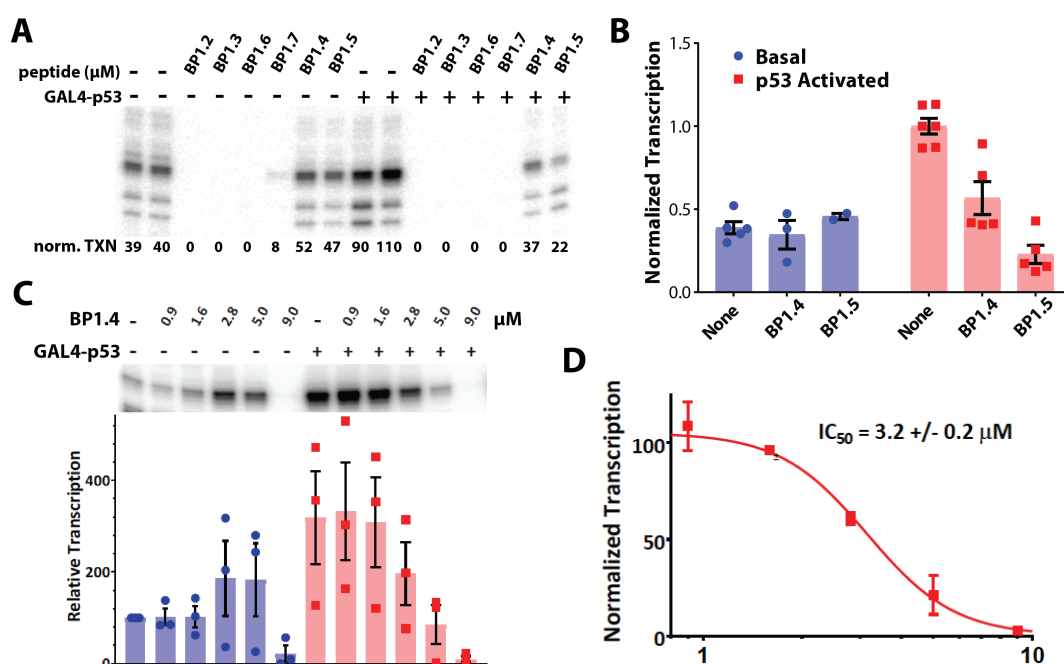 A
peptide (μM) - - BP1.2 BP1.3 BP1.6 BP1.7 BP1.4 BP1.5 - - BP1.2 BP1.3 BP1.6 BP1.7 BP1.4 BP1.5
GAL4-p53 - - - - - - - - + + + + + + + +
norm. TXN 39 40 0 0 0 8 52 47 90 110 0 0 0 0 37 22
B
Basal
p53 Activated
Normalized Transcription
1.5
1.0
0.5
0.0
None BP1.4 BP1.5 None BP1.4 BP1.5
C
BP1.4 - 0.9 1.6 2.8 5.0 9.0 - 0.9 1.6 2.8 5.0 9.0 μM
GAL4-p53 - - - - - - + + + + + +
Relative Transcription
400
200
0
D
Normalized Transcription
IC50 = 3.2 +/- 0.2 μM
100
50
0
1 10